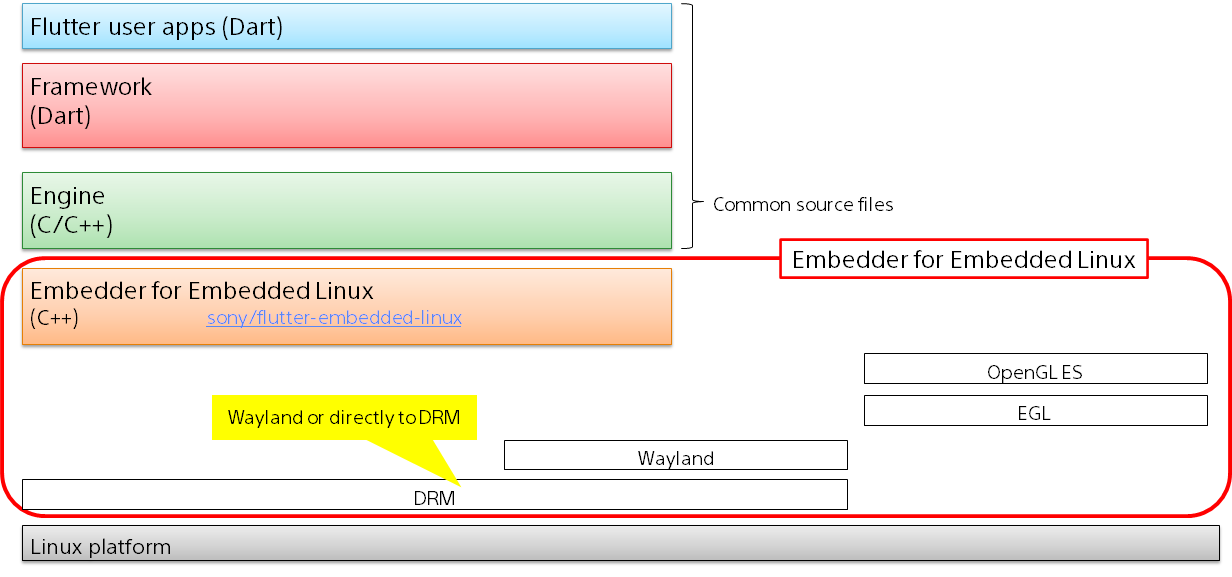 Flutter user apps (Dart)
Framework
(Dart)
Engine
(C/C++)
Common source files
Embedder for Embedded Linux
Embedder for Embedded Linux
(C++)
sony/flutter-embedded-linux
OpenGL ES
EGL
Wayland or directly to DRM
Wayland
DRM
Linux platform